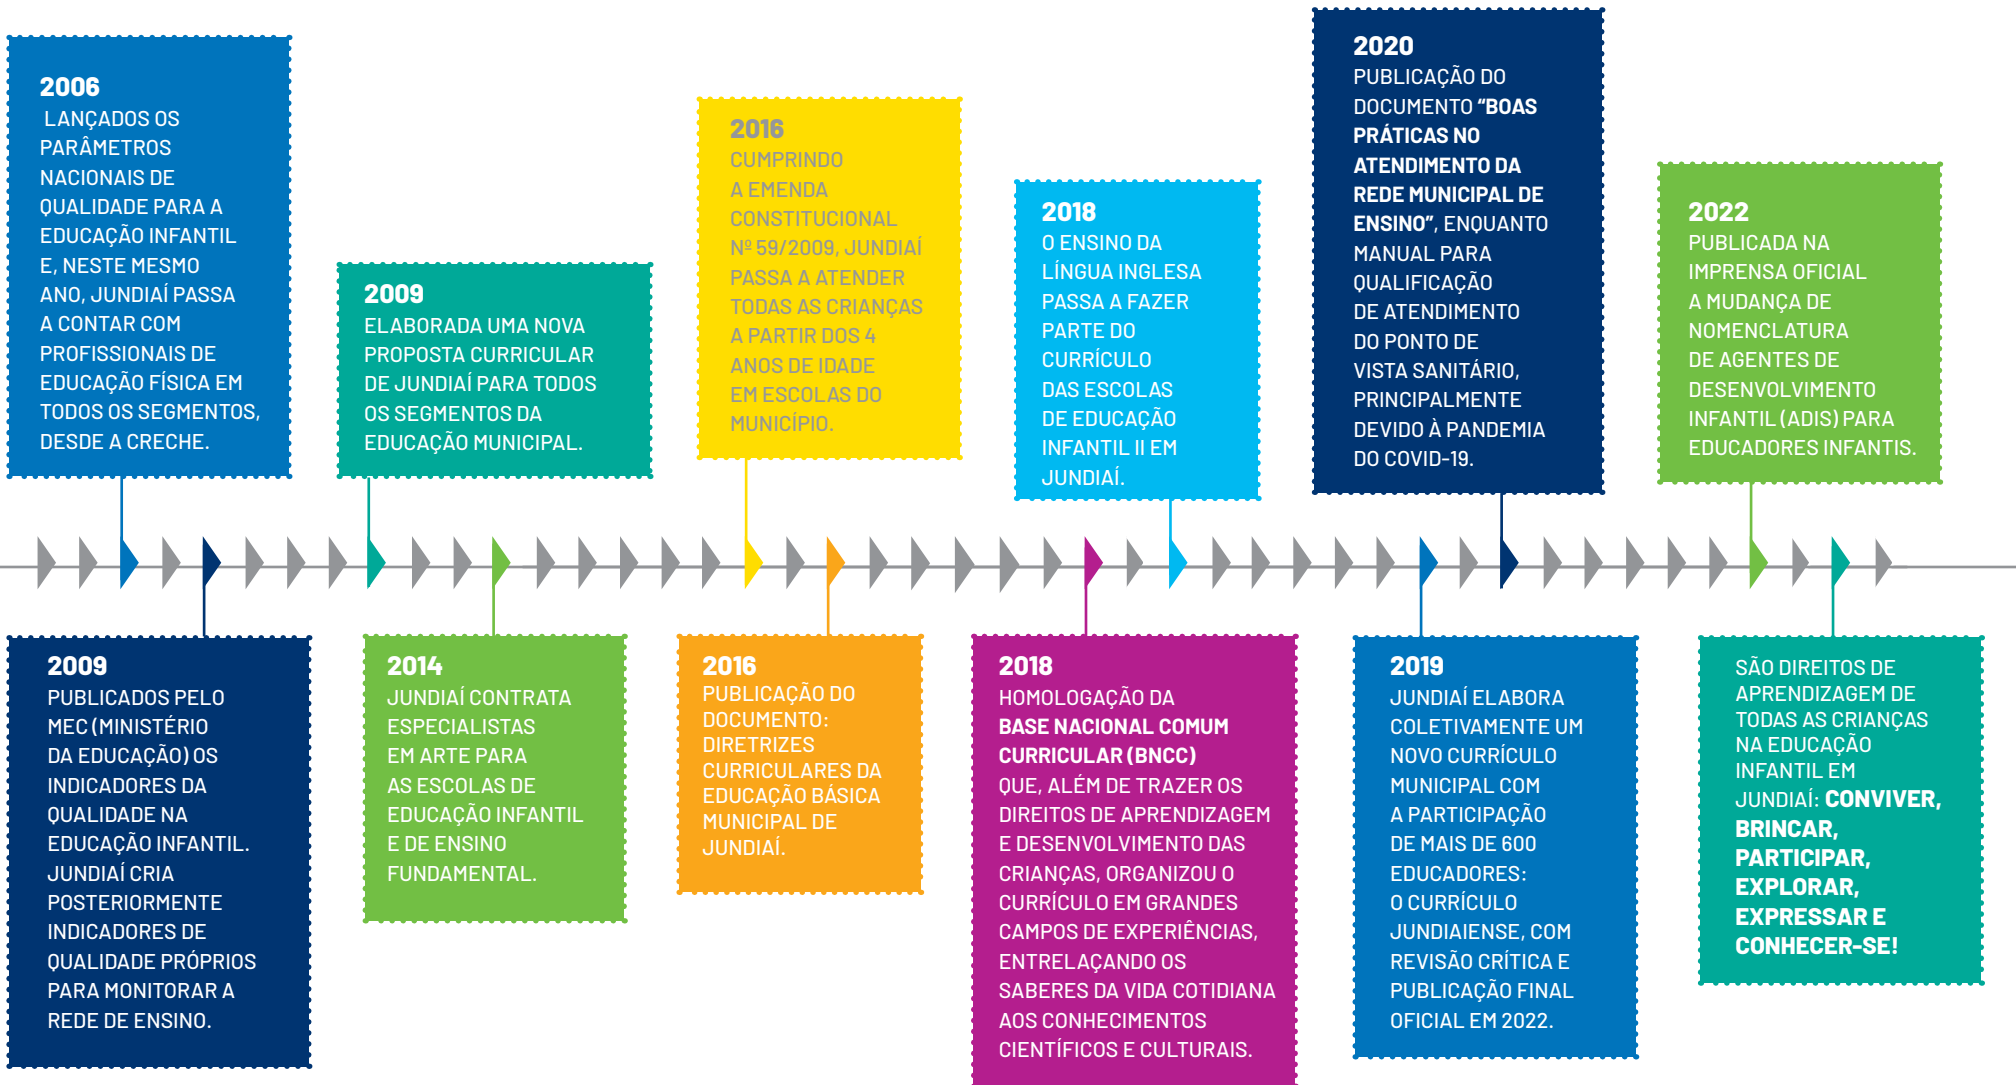 2006
LANÇADOS OS
PARÂMETROS
NACIONAIS DE
QUALIDADE PARA A
EDUCAÇÃO INFANTIL
E, NESTE MESMO
ANO, JUNDIAÍ PASSA
A CONTAR COM
PROFISSIONAIS DE
EDUCAÇÃO FÍSICA EM
TODOS OS SEGMENTOS,
DESDE A CRECHE.
2009
PUBLICADOS PELO
MEC (MINISTÉRIO
DA EDUCAÇÃO) OS
INDICADORES DA
QUALIDADE NA
EDUCAÇÃO INFANTIL.
JUNDIAÍ CRIA
POSTERIORMENTE
INDICADORES DE
QUALIDADE PRÓPRIOS
PARA MONITORAR A
REDE DE ENSINO.
2009
ELABORADA UMA NOVA
PROPOSTA CURRICULAR
DE JUNDIAÍ PARA TODOS
OS SEGMENTOS DA
EDUCAÇÃO MUNICIPAL.
2014
JUNDIAÍ CONTRATA
ESPECIALISTAS
EM ARTE PARA
AS ESCOLAS DE
EDUCAÇÃO INFANTIL
E DE ENSINO
FUNDAMENTAL.
2016
CUMPRINDO
A EMENDA
CONSTITUCIONAL
Nº 59/2009, JUNDIAÍ
PASSA A ATENDER
TODAS AS CRIANÇAS
A PARTIR DOS 4
ANOS DE IDADE
EM ESCOLAS DO
MUNICÍPIO.
2016
PUBLICAÇÃO DO
DOCUMENTO:
DIRETRIZES
CURRICULARES DA
EDUCAÇÃO BÁSICA
MUNICIPAL DE
JUNDIAÍ.
2018
HOMOLOGAÇÃO DA
BASE NACIONAL COMUM
CURRICULAR (BNCC)
QUE, ALÉM DE TRAZER OS
DIREITOS DE APRENDIZAGEM
E DESENVOLVIMENTO DAS
CRIANÇAS, ORGANIZOU O
CURRÍCULO EM GRANDES
CAMPOS DE EXPERIÊNCIAS,
ENTRELAÇANDO OS
SABERES DA VIDA COTIDIANA
AOS CONHECIMENTOS
CIENTÍFICOS E CULTURAIS.
2018
O ENSINO DA
LÍNGUA INGLESA
PASSA A FAZER
PARTE DO
CURRÍCULO
DAS ESCOLAS
DE EDUCAÇÃO
INFANTIL II EM
JUNDIAÍ.
2019
JUNDIAÍ ELABORA
COLETIVAMENTE UM
NOVO CURRÍCULO
MUNICIPAL COM
A PARTICIPAÇÃO
DE MAIS DE 600
EDUCADORES:
O CURRÍCULO
JUNDIAIENSE, COM
REVISÃO CRÍTICA E
PUBLICAÇÃO FINAL
OFICIAL EM 2022.
2020
PUBLICAÇÃO DO
DOCUMENTO “BOAS
PRÁTICAS NO
ATENDIMENTO DA
REDE MUNICIPAL DE
ENSINO”, ENQUANTO
MANUAL PARA
QUALIFICAÇÃO
DE ATENDIMENTO
DO PONTO DE
VISTA SANITÁRIO,
PRINCIPALMENTE
DEVIDO À PANDEMIA
DO COVID-19.
2022
PUBLICADA NA
IMPRENSA OFICIAL
A MUDANÇA DE
NOMENCLATURA
DE AGENTES DE
DESENVOLVIMENTO
INFANTIL (ADIS) PARA
EDUCADORES INFANTIS.
SÃO DIREITOS DE
APRENDIZAGEM DE
TODAS AS CRIANÇAS
NA EDUCAÇÃO
INFANTIL EM
JUNDIAÍ: CONVIVER,
BRINCAR,
PARTICIPAR,
EXPLORAR,
EXPRESSAR E
CONHECER-SE!